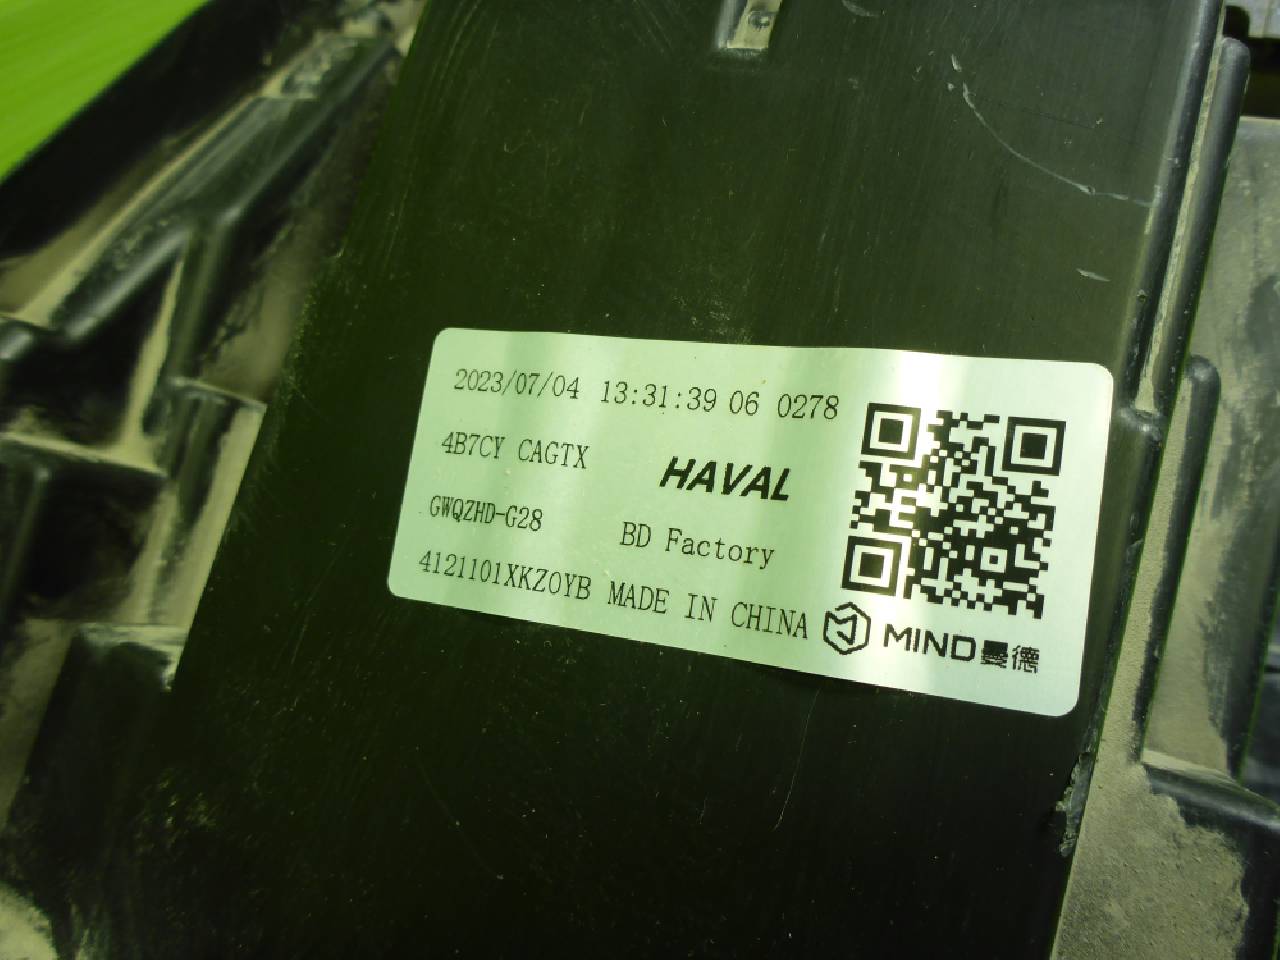 2023/07/04 13:31:39 06 0278
4B7CY CAGTX
HAVAL
GWQZHD-G28
BD Factory
4121101XKZ0YB MADE IN CHINA
MIND曼德